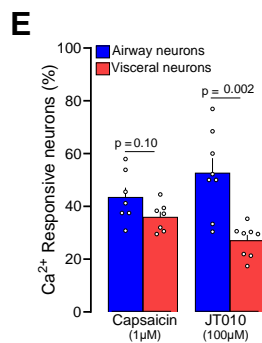 E
Airway neurons
Visceral neurons
Ca²⁺ Responsive neurons (%)
100
80
60
40
20
0
p = 0.10
p = 0.002
Capsaicin
(1µM)
JT010
(100µM)